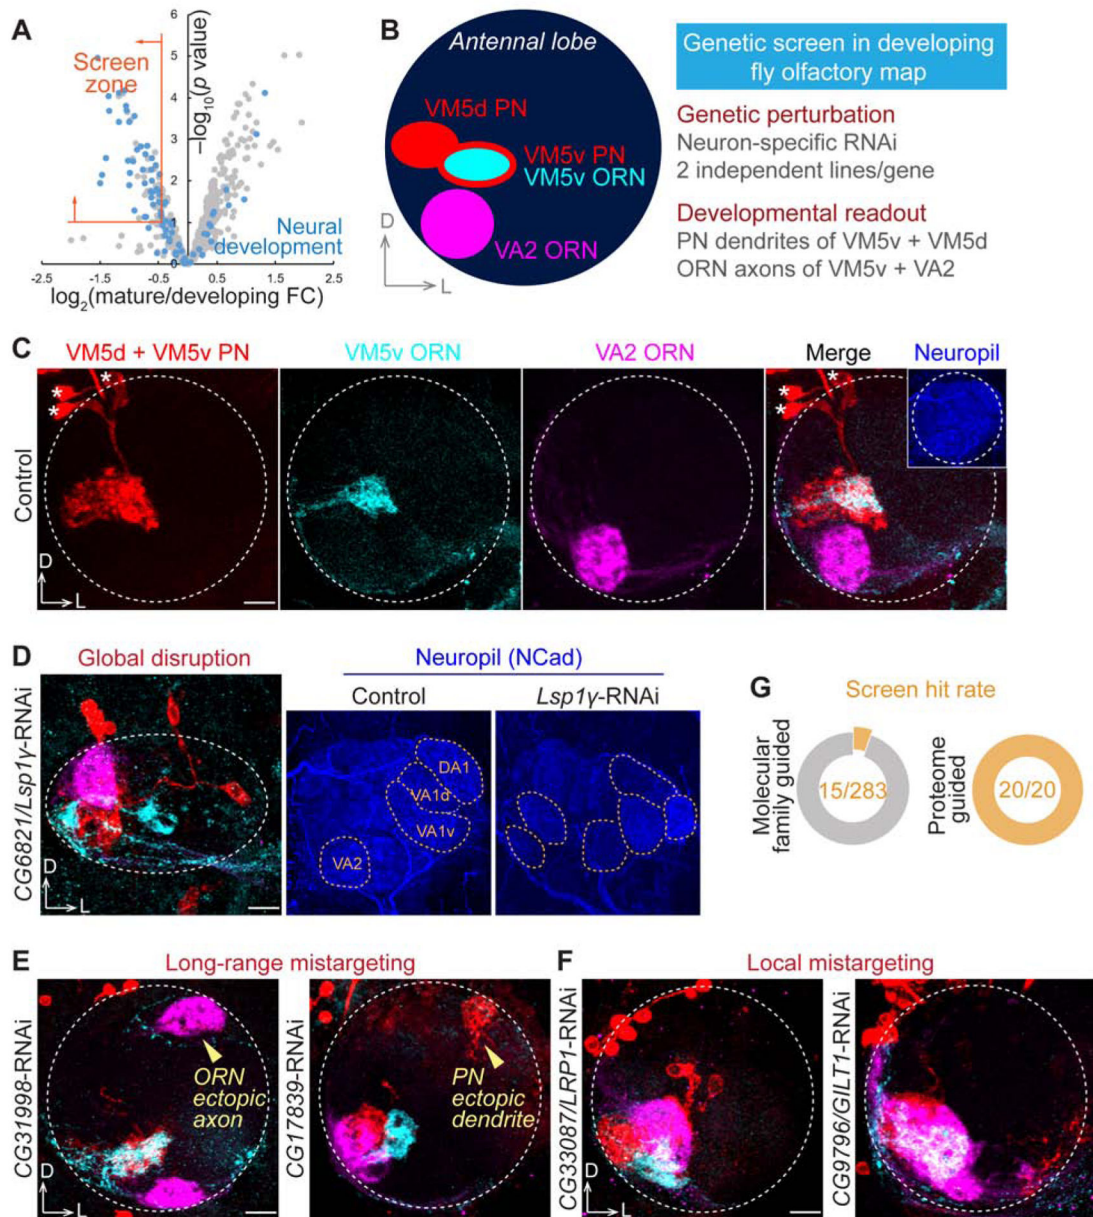 A
6
5
4
3
2
1
0
−log10(p value)
Screen
zone
Neural
development
-2.5 -1.5 -0.5 0.5 1.5 2.5
log2(mature/developing FC)
B
Antennal lobe
VM5d PN
VM5v PN
VM5v ORN
VA2 ORN
D
L
Genetic screen in developing
fly olfactory map
Genetic perturbation
Neuron-specific RNAi
2 independent lines/gene
Developmental readout
PN dendrites of VM5v + VM5d
ORN axons of VM5v + VA2
C
VM5d + VM5v PN
VM5v ORN
VA2 ORN
Merge
Neuropil
Control
* * *
* * *
D
L
D
Global disruption
CG6821/Lsp1γ-RNAi
D
L
Neuropil (NCad)
Control
Lsp1γ-RNAi
DA1
VA1d
VA1v
VA2
G
Screen hit rate
Molecular
family guided
15/283
Proteome
guided
20/20
E
Long-range mistargeting
CG31998-RNAi
ORN
ectopic
axon
D
L
CG17839-RNAi
PN
ectopic
dendrite
F
Local mistargeting
CG33087/LRP1-RNAi
D
L
CG9796/GILT1-RNAi